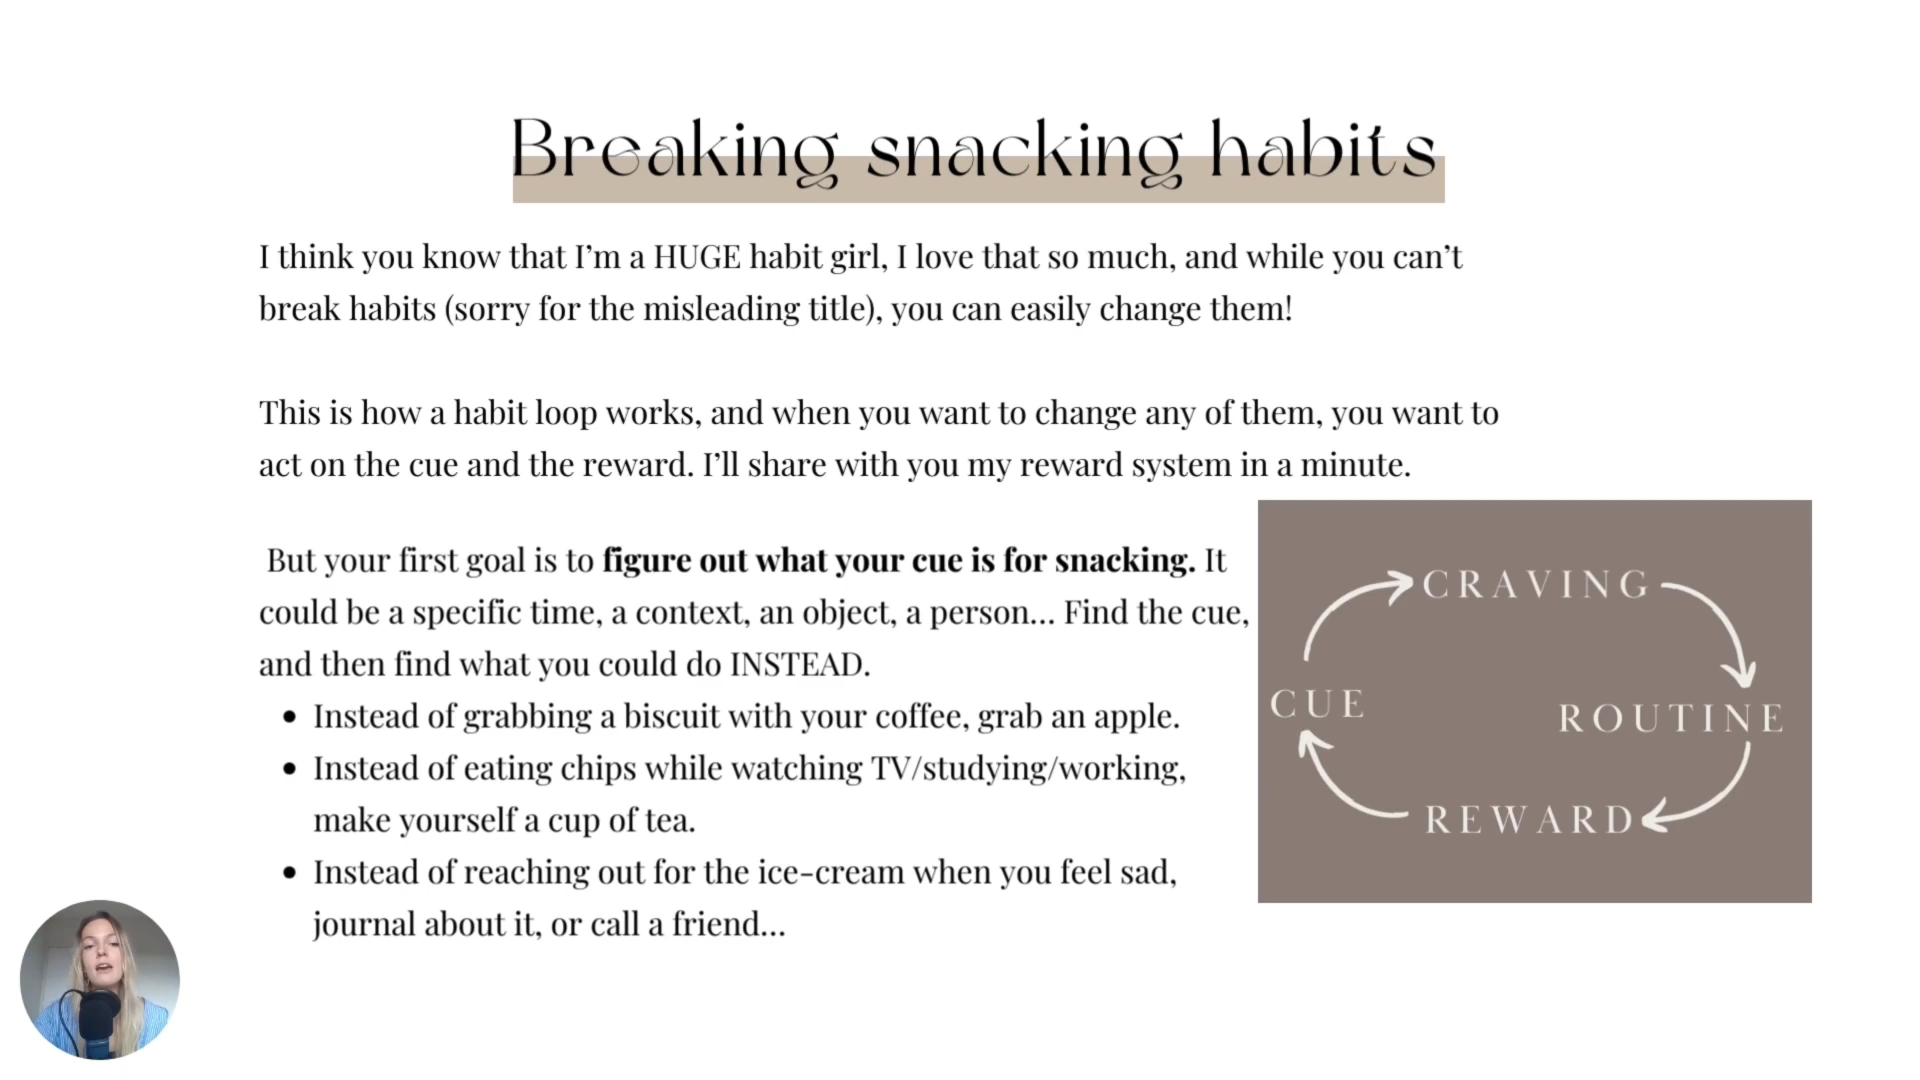 Breaking snacking habits
I think you know that I’m a HUGE habit girl, I love that so much, and while you can’t
break habits (sorry for the misleading title), you can easily change them!
This is how a habit loop works, and when you want to change any of them, you want to
act on the cue and the reward. I’ll share with you my reward system in a minute.
But your first goal is to figure out what your cue is for snacking. It
could be a specific time, a context, an object, a person... Find the cue,
and then find what you could do INSTEAD.
• Instead of grabbing a biscuit with your coffee, grab an apple.
• Instead of eating chips while watching TV/studying/working,
make yourself a cup of tea.
• Instead of reaching out for the ice-cream when you feel sad,
journal about it, or call a friend...
CRAVING
CUE
ROUTINE
REWARD